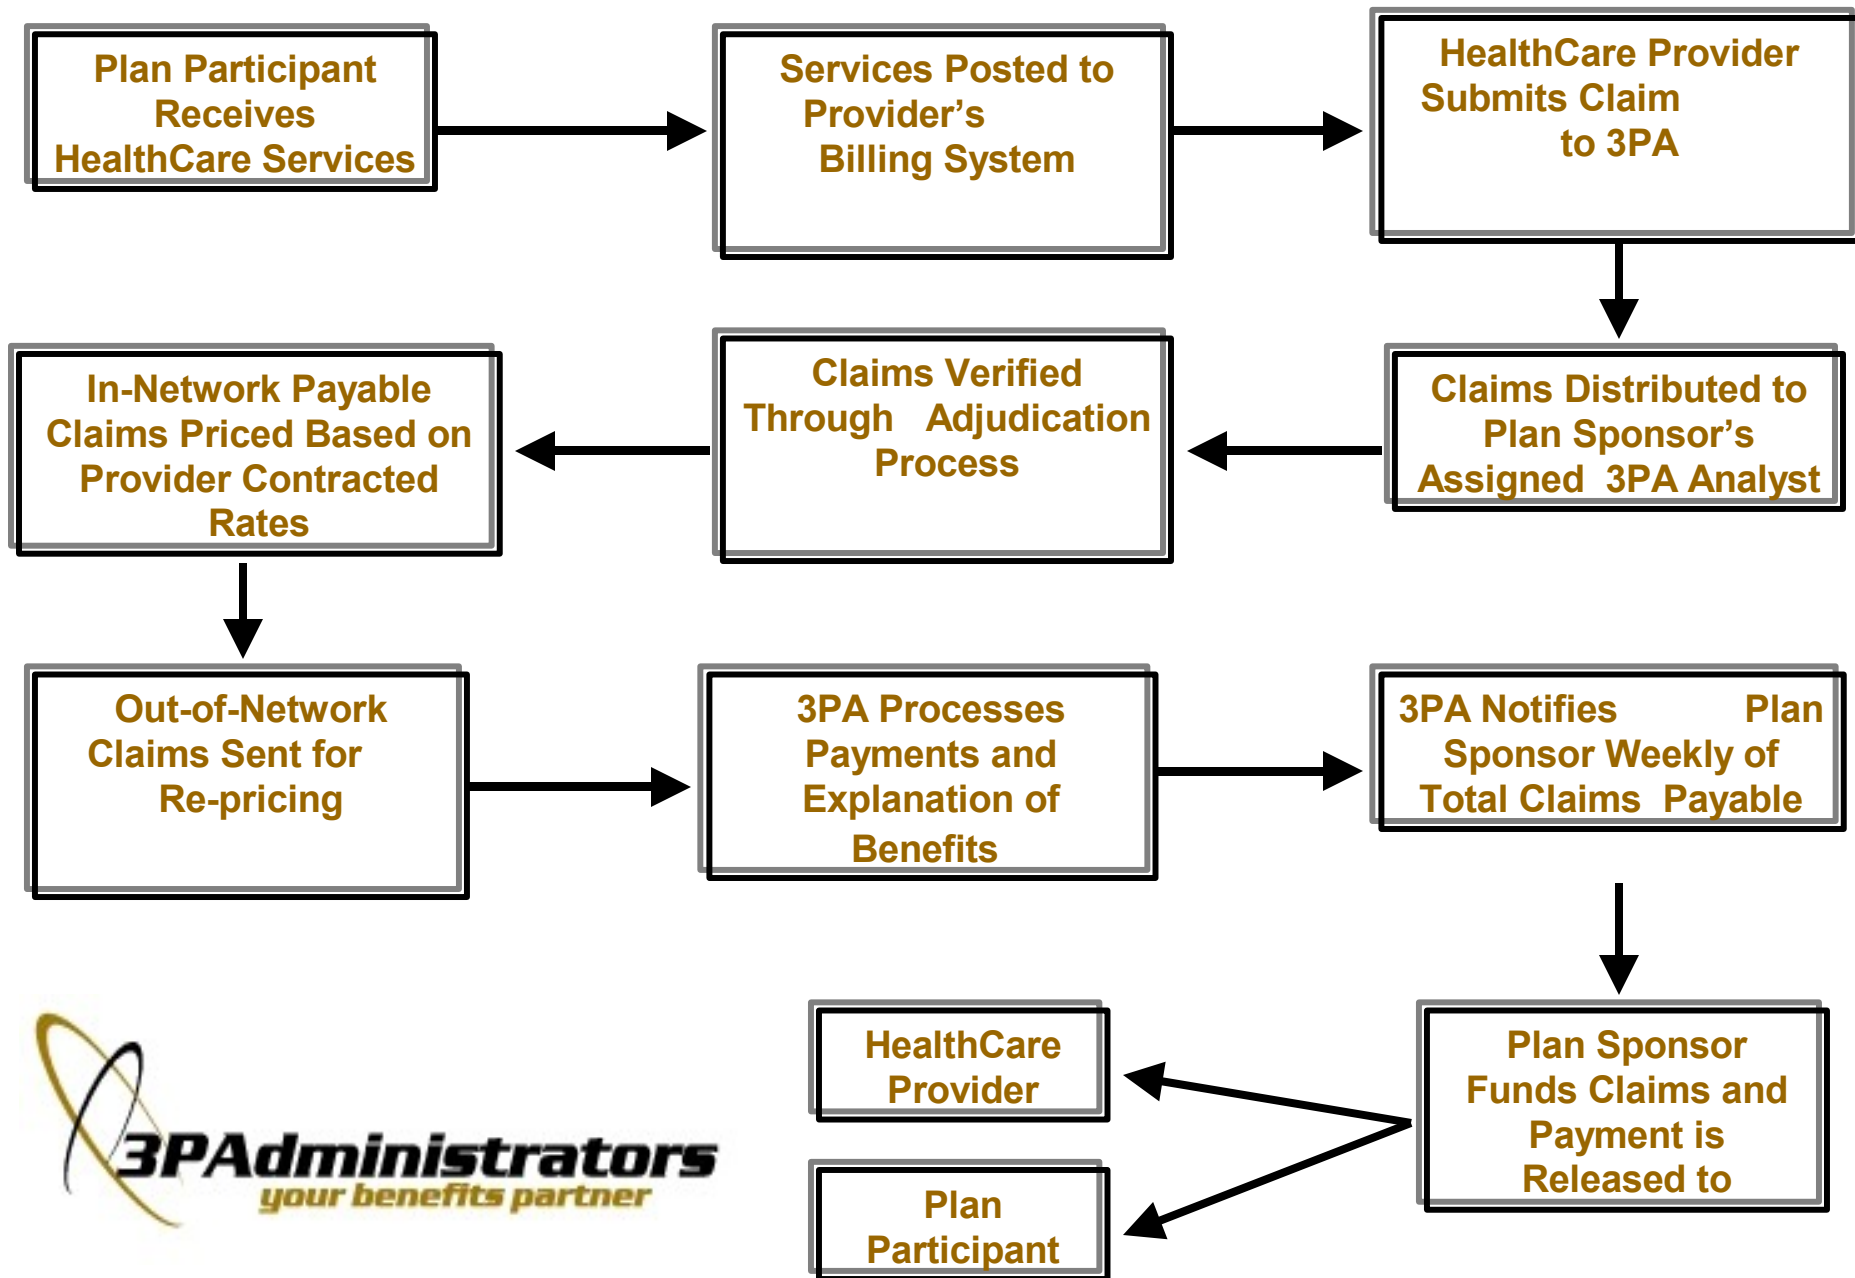 Plan Participant
Receives
HealthCare Services
Services Posted to
Provider's
Billing System
HealthCare Provider
Submits Claim
to 3PA
Claims Distributed to
Plan Sponsor's
Assigned 3PA Analyst
Claims Verified
Through Adjudication
Process
In-Network Payable
Claims Priced Based on
Provider Contracted
Rates
Out-of-Network
Claims Sent for
Re-pricing
3PA Processes
Payments and
Explanation of
Benefits
3PA Notifies Plan
Sponsor Weekly of
Total Claims Payable
Plan Sponsor
Funds Claims and
Payment is
Released to
HealthCare
Provider
Plan
Participant
3PAdministrators
your benefits partner